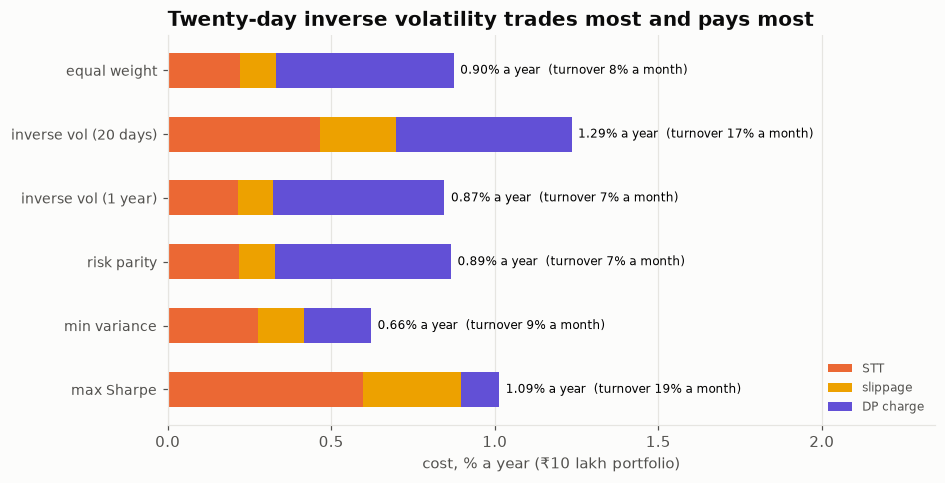 Twenty-day inverse volatility trades most and pays most
equal weight
0.90% a year (turnover 8% a month)
inverse vol (20 days)
1.29% a year (turnover 17% a month)
inverse vol (1 year)
0.87% a year (turnover 7% a month)
risk parity
0.89% a year (turnover 7% a month)
min variance
0.66% a year (turnover 9% a month)
max Sharpe
1.09% a year (turnover 19% a month)
STT
slippage
DP charge
0.0 0.5 1.0 1.5 2.0
cost, % a year (₹10 lakh portfolio)